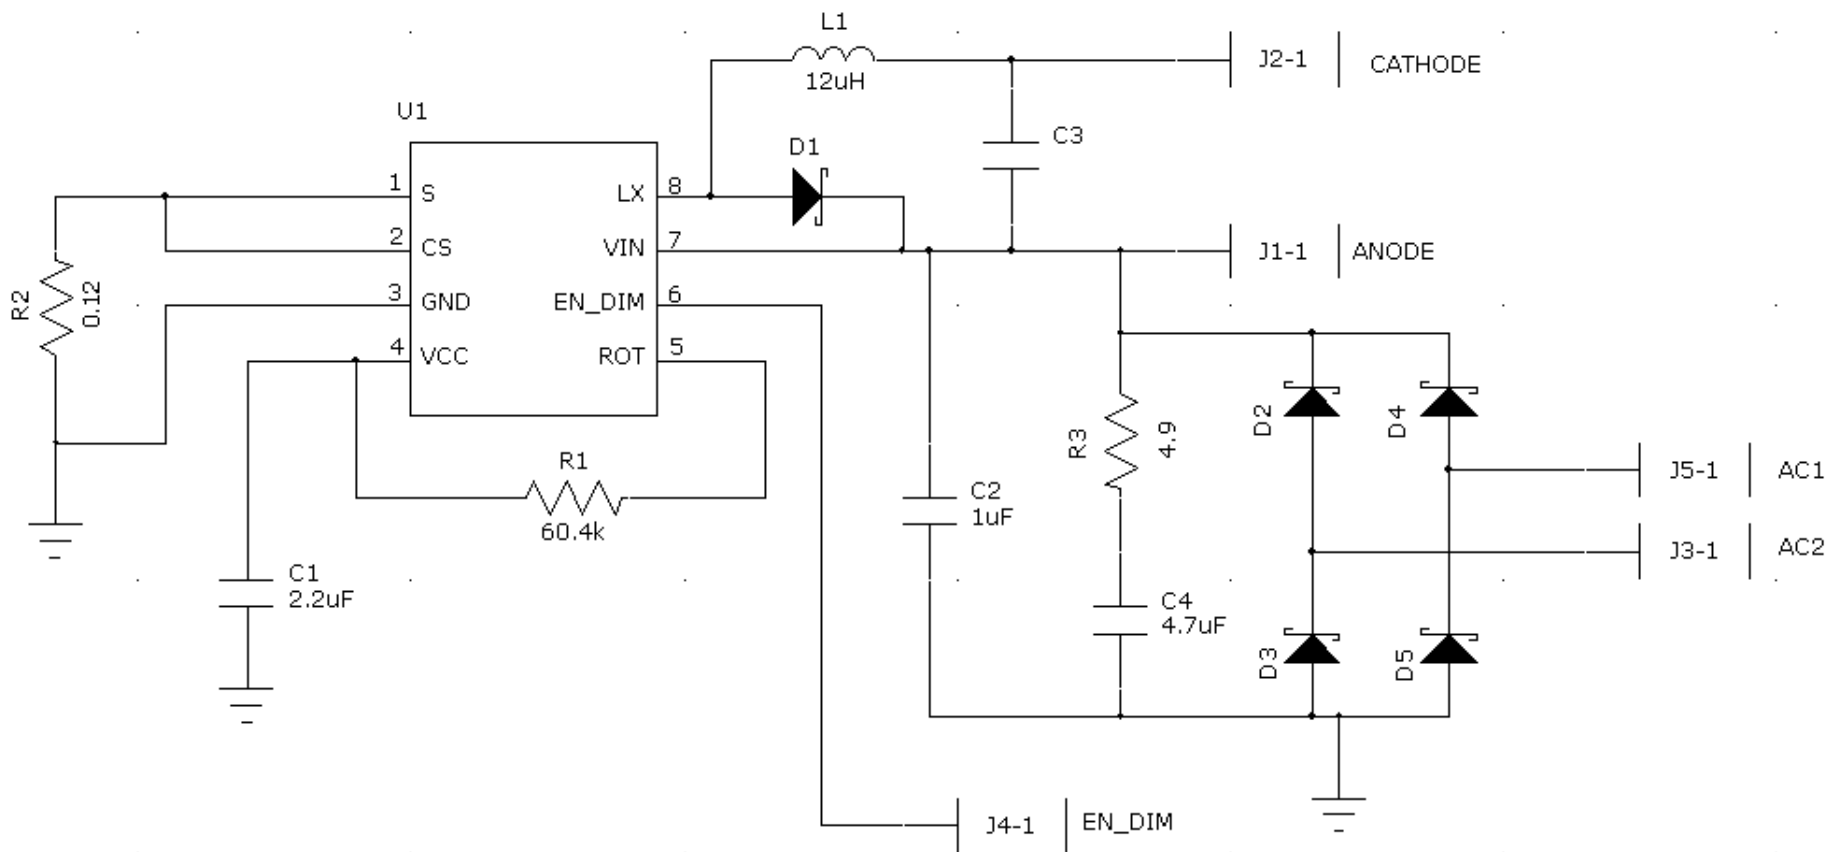 L1
12uH
J2-1 CATHODE
U1
C3
D1
1 S LX 8
2 CS VIN 7
J1-1 ANODE
3 GND EN_DIM 6
4 VCC ROT 5
R2
0.12
R1
60.4k
C1
2.2uF
C2
1uF
R3
4.9
C4
4.7uF
D2
D4
D3
D5
J5-1 AC1
J3-1 AC2
J4-1 EN_DIM